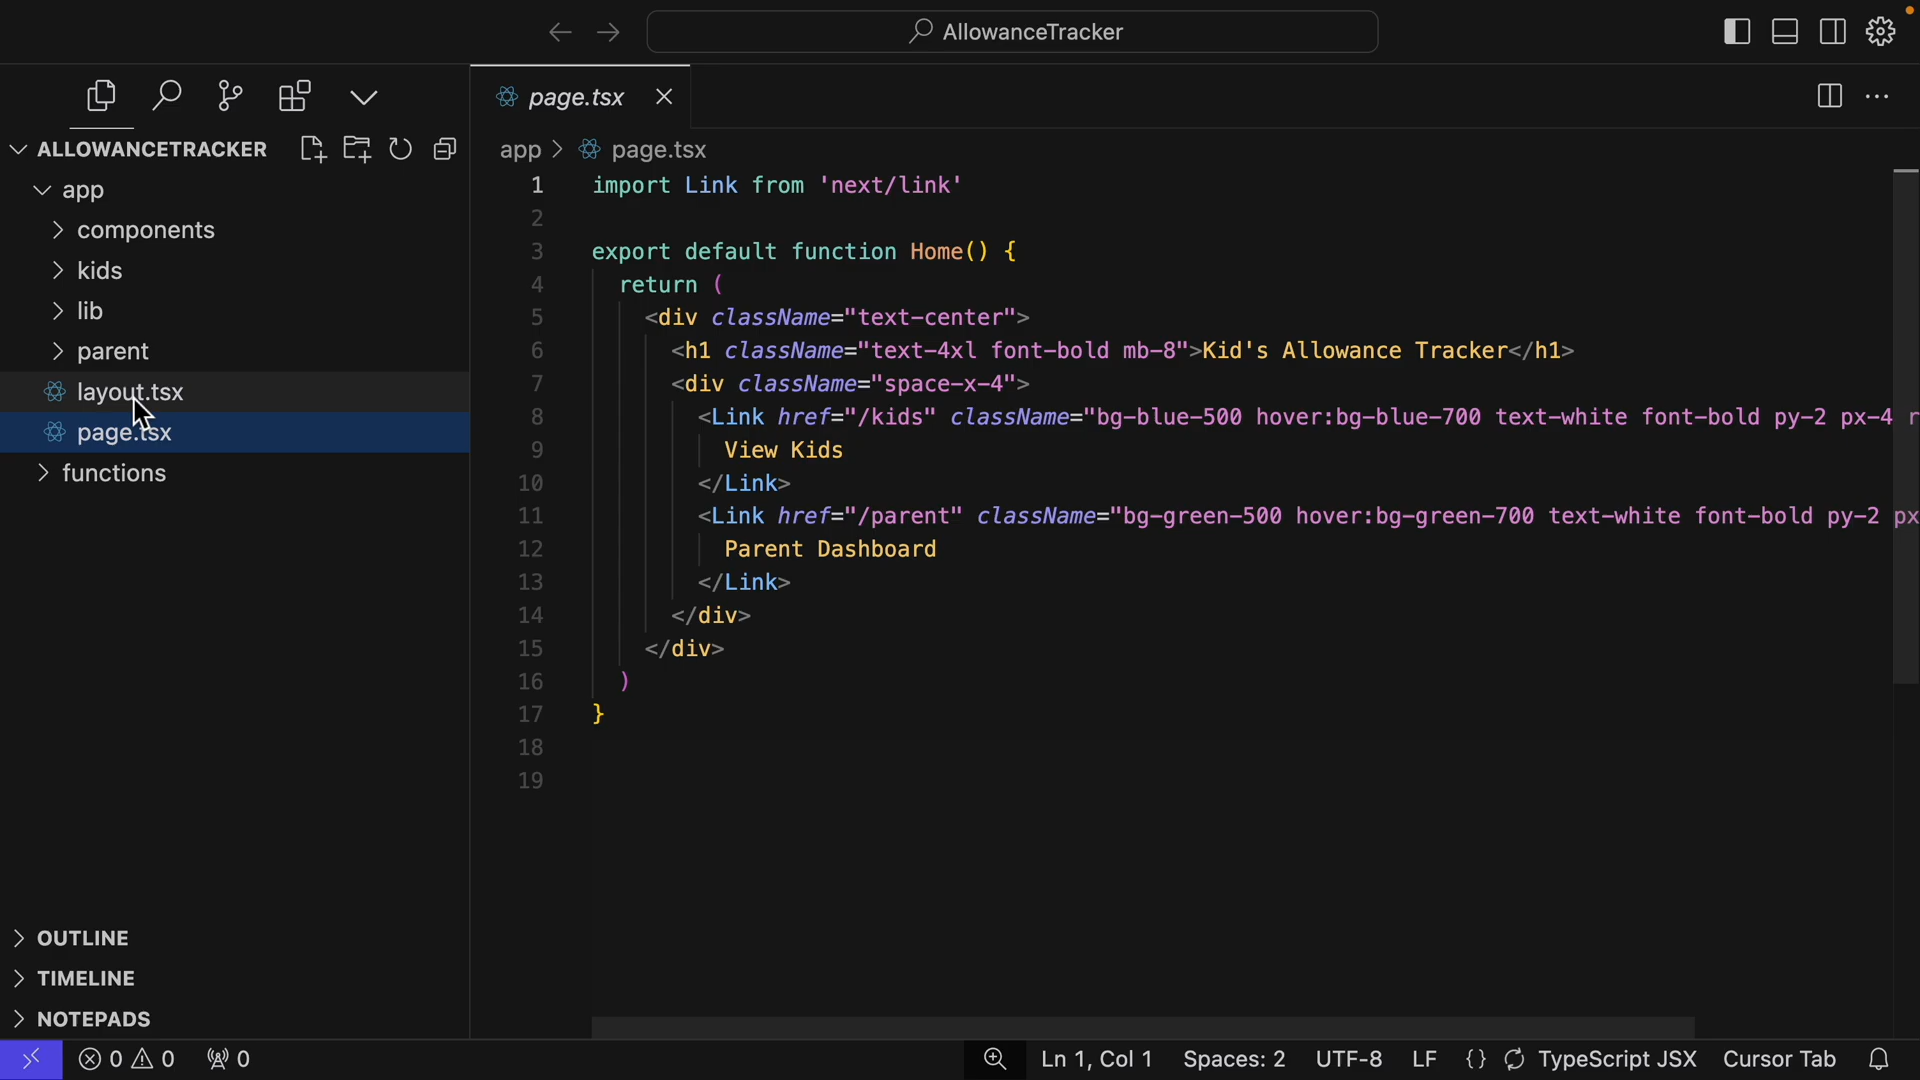 AllowanceTracker
page.tsx
ALLOWANCETRACKER
app
components
kids
lib
parent
layout.tsx
page.tsx
functions
OUTLINE
TIMELINE
NOTEPADS
app > page.tsx
1 import Link from 'next/link'
2
3 export default function Home() {
4 return (
5 <div className="text-center">
6 <h1 className="text-4xl font-bold mb-8">Kid's Allowance Tracker</h1>
7 <div className="space-x-4">
8 <Link href="/kids" className="bg-blue-500 hover:bg-blue-700 text-white font-bold py-2 px-4 r
9 View Kids
10 </Link>
11 <Link href="/parent" className="bg-green-500 hover:bg-green-700 text-white font-bold py-2 px
12 Parent Dashboard
13 </Link>
14 </div>
15 </div>
16 )
17 }
18
19
0 0 0 Ln 1, Col 1 Spaces: 2 UTF-8 LF {} TypeScript JSX Cursor Tab